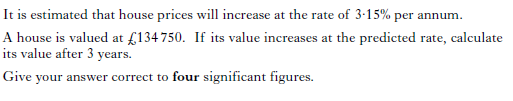 It is estimated that house prices will increase at the rate of 3·15% per annum.
A house is valued at £134 750. If its value increases at the predicted rate, calculate
its value after 3 years.
Give your answer correct to four significant figures.